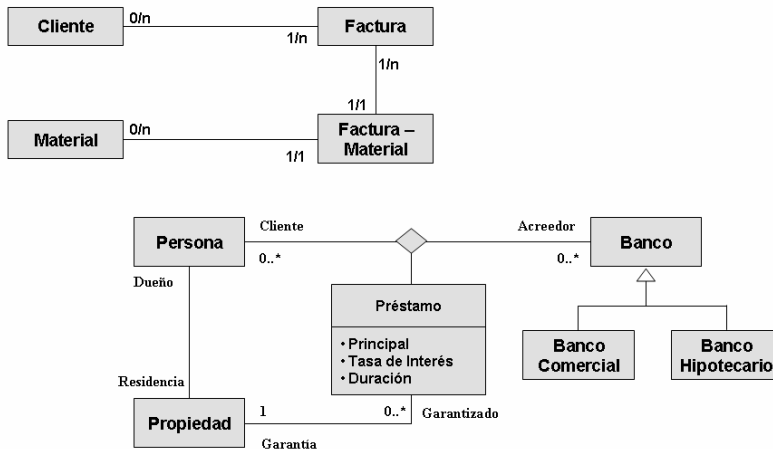 Cliente
0/n
1/n
Factura
1/n
1/1
Material
0/n
1/1
Factura –
Material
Persona
Cliente
0..*
Acreedor
0..*
Banco
Dueño
Préstamo
• Principal
• Tasa de Interés
• Duración
Banco
Comercial
Banco
Hipotecario
Residencia
Propiedad
1
Garantía
0..*
Garantizado